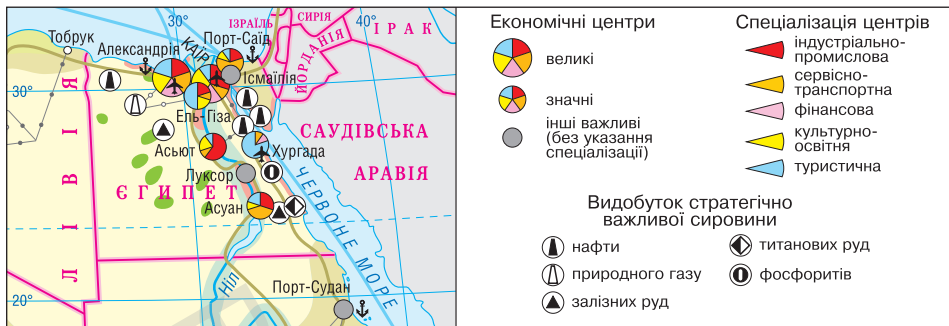 30°
40°
Тобрук
Александрія
КАЇР
Порт-Саїд
ІЗРАЇЛЬ
СИРІЯ
ІРАК
ЙОРДАНІЯ
Ісмаїлія
30°
Ель-Гіза
САУДІВСЬКА
АРАВІЯ
Асьют
Хургада
ЛІВІЯ
ЄГИПЕТ
Луксор
Асуан
ЧЕРВОНЕ МОРЕ
Ніл
Порт-Судан
20°
Економічні центри
великі
значні
інші важливі
(без указання
спеціалізації)
Спеціалізація центрів
індустріально-
промислова
сервісно-
транспортна
фінансова
культурно-
освітня
туристична
Видобуток стратегічно
важливої сировини
нафти
природного газу
залізних руд
титанових руд
фосфоритів